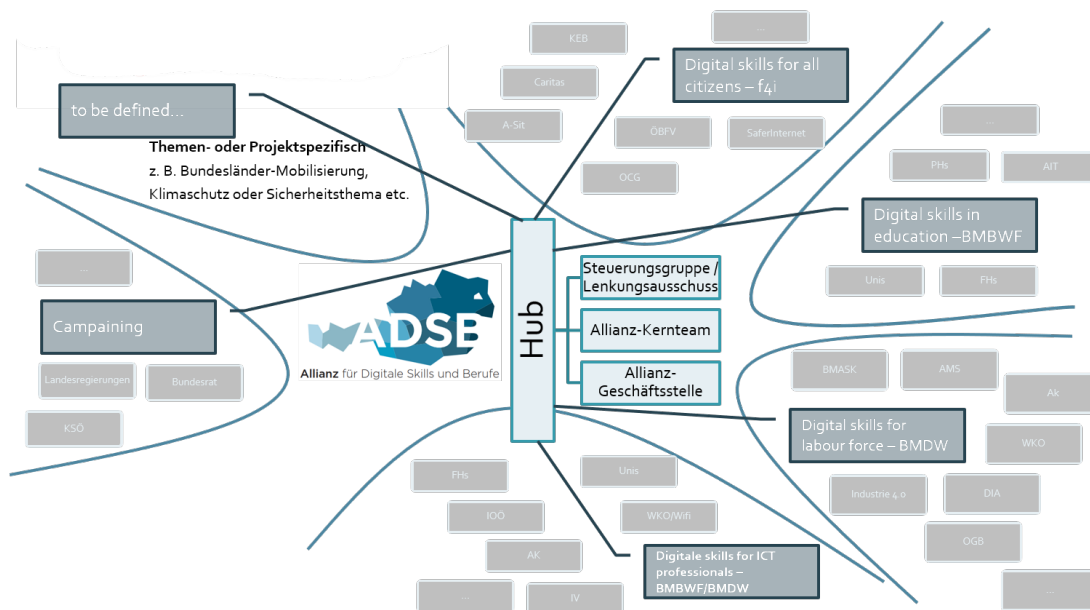 KEB
...
Caritas
Digital skills for all
citizens – f4i
to be defined...
A-Sit
ÖBFV
SaferInternet
...
Themen- oder Projektspezifisch
z. B. Bundesländer-Mobilisierung,
Klimaschutz oder Sicherheitsthema etc.
OCG
PHs
AIT
Digital skills in
education –BMBWF
...
Unis
FHs
Campaining
ADSB
Allianz für Digitale Skills und Berufe
Hub
Steuerungsgruppe /
Lenkungsausschuss
Allianz-Kernteam
Allianz-
Geschäftsstelle
Landesregierungen
Bundesrat
KSÖ
BMASK
AMS
Ak
Digital skills for
labour force – BMDW
WKO
Industrie 4.0
DIA
OGB
...
FHs
Unis
IOÖ
WKO/Wifi
AK
Digitale skills for ICT
professionals –
BMBWF/BMDW
...
IV